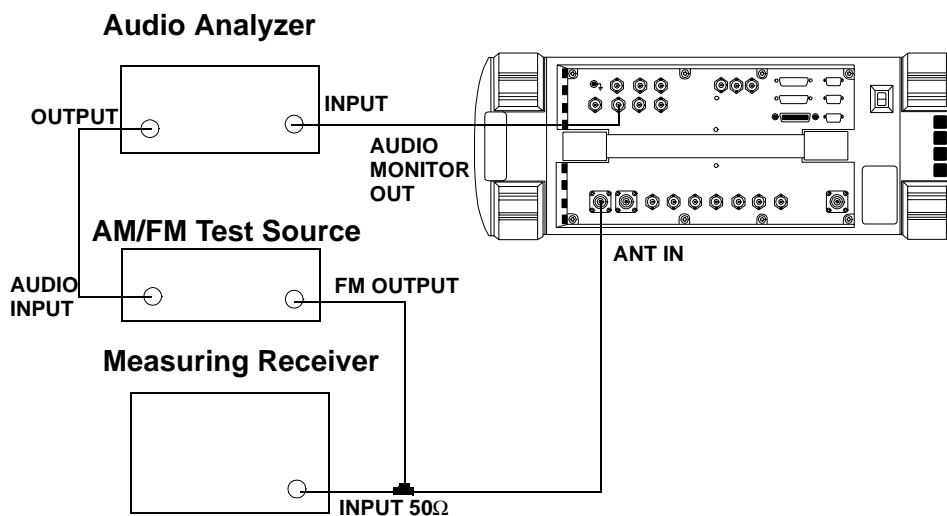 Audio Analyzer
OUTPUT
INPUT
AUDIO
MONITOR
OUT
AM/FM Test Source
AUDIO
INPUT
FM OUTPUT
ANT IN
Measuring Receiver
INPUT 50Ω